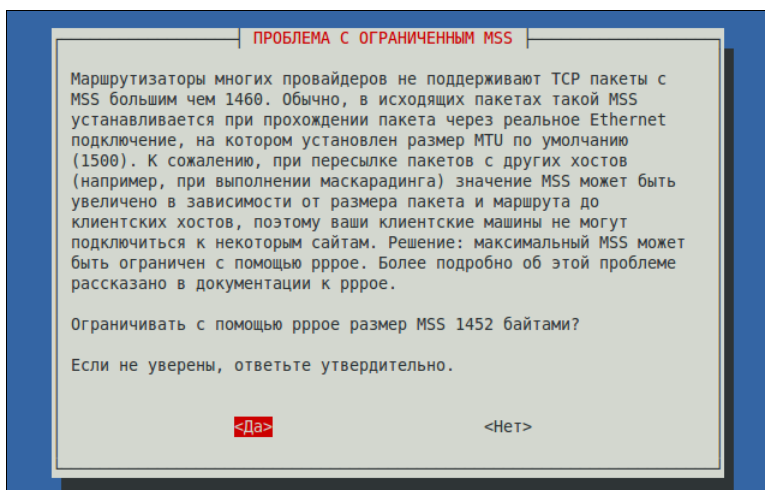 ПРОБЛЕМА С ОГРАНИЧЕННЫМ MSS
Маршрутизаторы многих провайдеров не поддерживают TCP пакеты с
MSS большим чем 1460. Обычно, в исходящих пакетах такой MSS
устанавливается при прохождении пакета через реальное Ethernet
подключение, на котором установлен размер MTU по умолчанию
(1500). К сожалению, при пересылке пакетов с других хостов
(например, при выполнении маскарадинга) значение MSS может быть
увеличено в зависимости от размера пакета и маршрута до
клиентских хостов, поэтому ваши клиентские машины не могут
подключиться к некоторым сайтам. Решение: максимальный MSS может
быть ограничен с помощью pppoe. Более подробно об этой проблеме
рассказано в документации к pppoe.
Ограничивать с помощью pppoe размер MSS 1452 байтами?
Если не уверены, ответьте утвердительно.
<Да> <Нет>